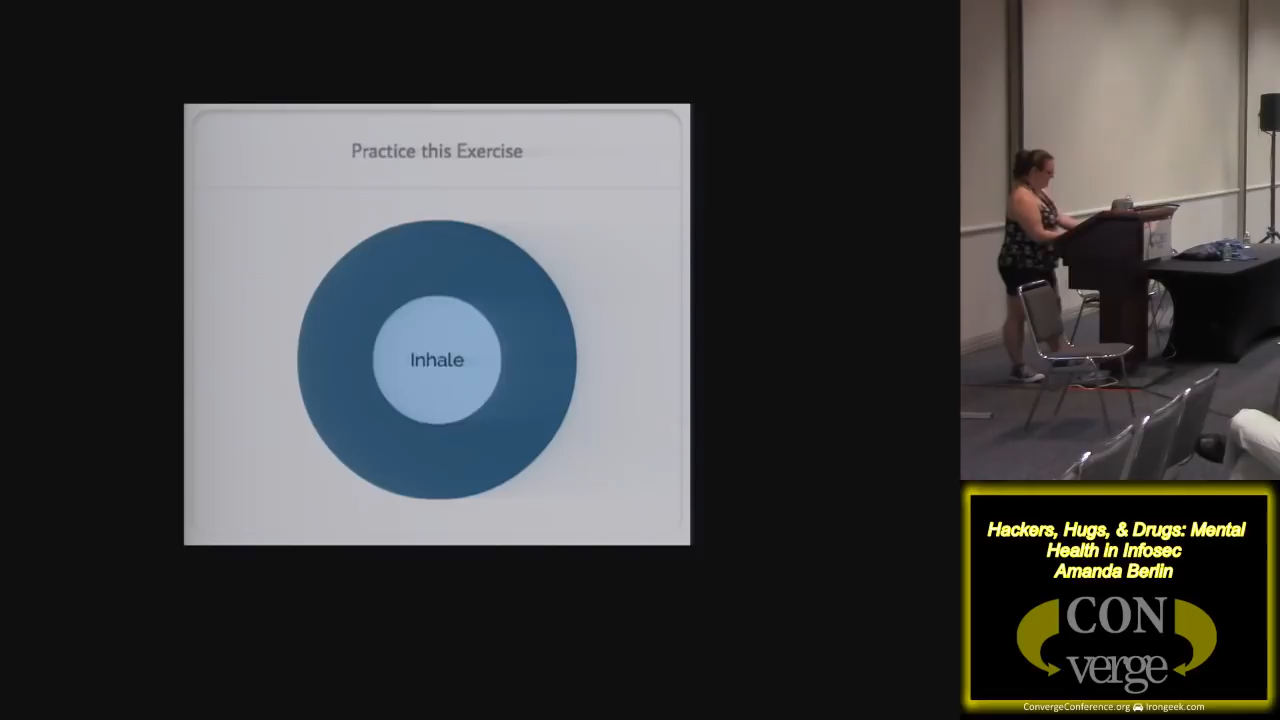 Practice this Exercise
Inhale
Hackers, Hugs, & Drugs: Mental
Health in Infosec
Amanda Berlin
CON
verge
ConvergeConference.org Irongeek.com